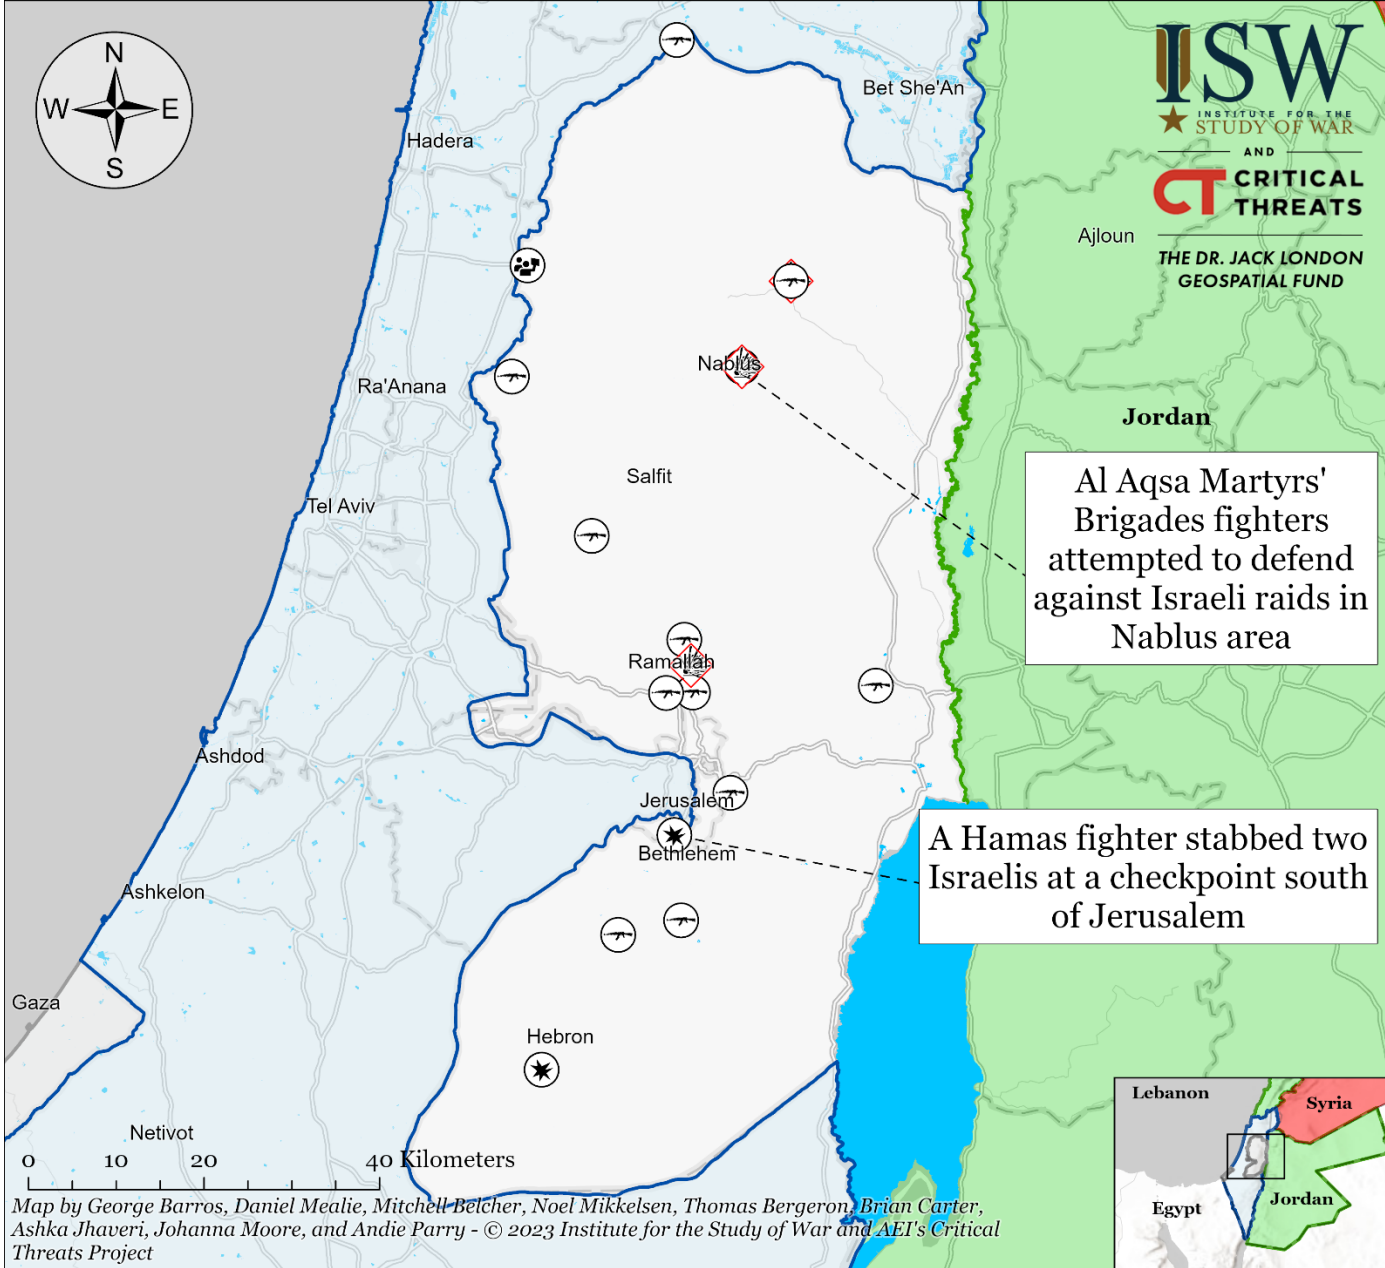 N
W
E
S
ISW
INSTITUTE FOR THE
STUDY OF WAR
AND
CT CRITICAL
THREATS
THE DR. JACK LONDON
GEOSPATIAL FUND
Bet She'An
Hadera
Ajloun
Nablus
Ra'Anana
Jordan
Salfit
Tel Aviv
Al Aqsa Martyrs'
Brigades fighters
attempted to defend
against Israeli raids in
Nablus area
Ramallah
Ashdod
Jerusalem
Bethlehem
A Hamas fighter stabbed two
Israelis at a checkpoint south
of Jerusalem
Ashkelon
Gaza
Hebron
Netivot
Lebanon
Syria
Egypt
Jordan
0 10 20 40 Kilometers
Map by George Barros, Daniel Mealie, Mitchell Belcher, Noel Mikkelsen, Thomas Bergeron, Brian Carter,
Ashka Jhaveri, Johanna Moore, and Andie Parry - © 2023 Institute for the Study of War and AEI's Critical
Threats Project